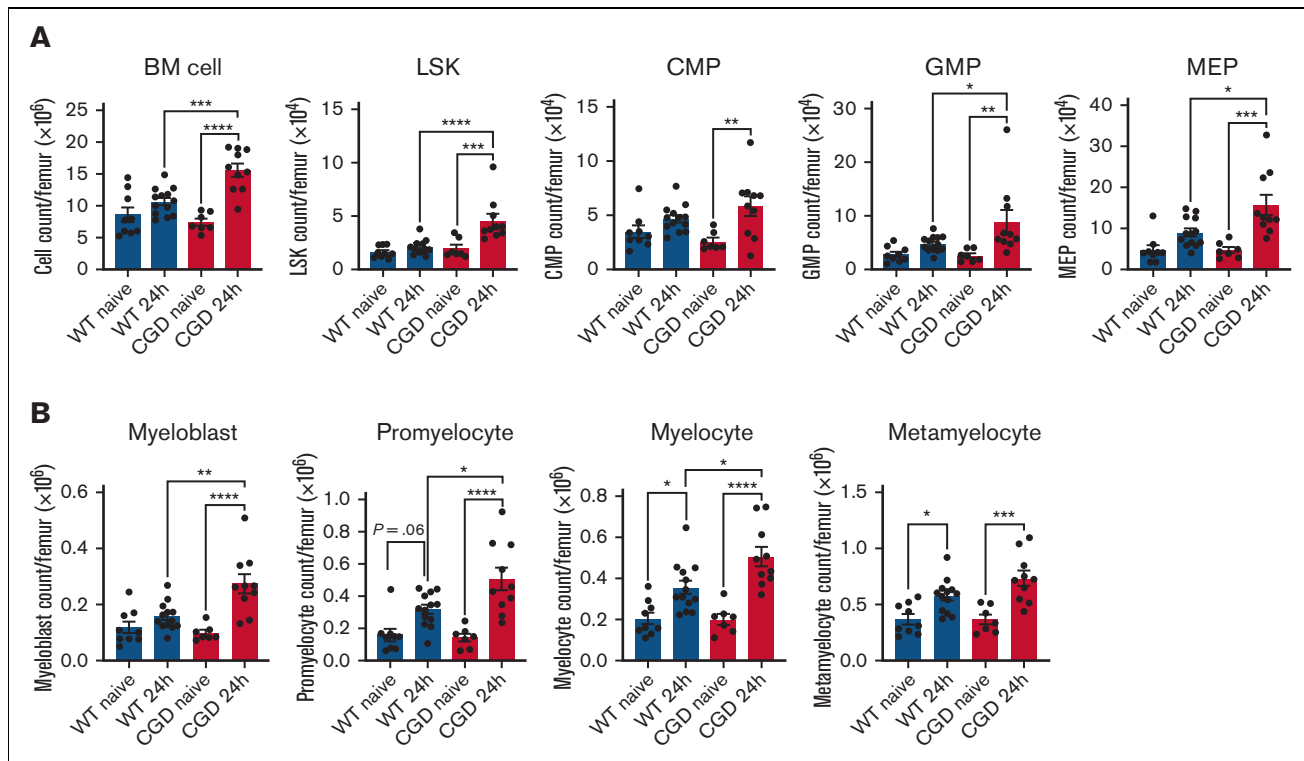 A
BM cell
Cell count/femur (×10⁶)
20
15
10
5
0
***
****
WT naive
WT 24h
CGD naive
CGD 24h
LSK
LSK count/femur (×10⁴)
15
10
5
0
****
***
WT naive
WT 24h
CGD naive
CGD 24h
CMP
CMP count/femur (×10⁴)
15
10
5
0
**
WT naive
WT 24h
CGD naive
CGD 24h
GMP
GMP count/femur (×10⁴)
30
20
10
0
*
**
WT naive
WT 24h
CGD naive
CGD 24h
MEP
MEP count/femur (×10⁴)
40
30
20
10
0
*
***
WT naive
WT 24h
CGD naive
CGD 24h
B
Myeloblast
Myeloblast count/femur (×10⁶)
0.6
0.4
0.2
0.0
**
****
WT naive
WT 24h
CGD naive
CGD 24h
Promyelocyte
Promyelocyte count/femur (×10⁶)
1.0
0.8
0.6
0.4
0.2
0.0
*
****
P = .06
WT naive
WT 24h
CGD naive
CGD 24h
Myelocyte
Myelocyte count/femur (×10⁶)
0.8
0.6
0.4
0.2
0.0
*
*
****
WT naive
WT 24h
CGD naive
CGD 24h
Metamyelocyte
Metamyelocyte count/femur (×10⁶)
1.5
1.0
0.5
0.0
*
***
WT naive
WT 24h
CGD naive
CGD 24h